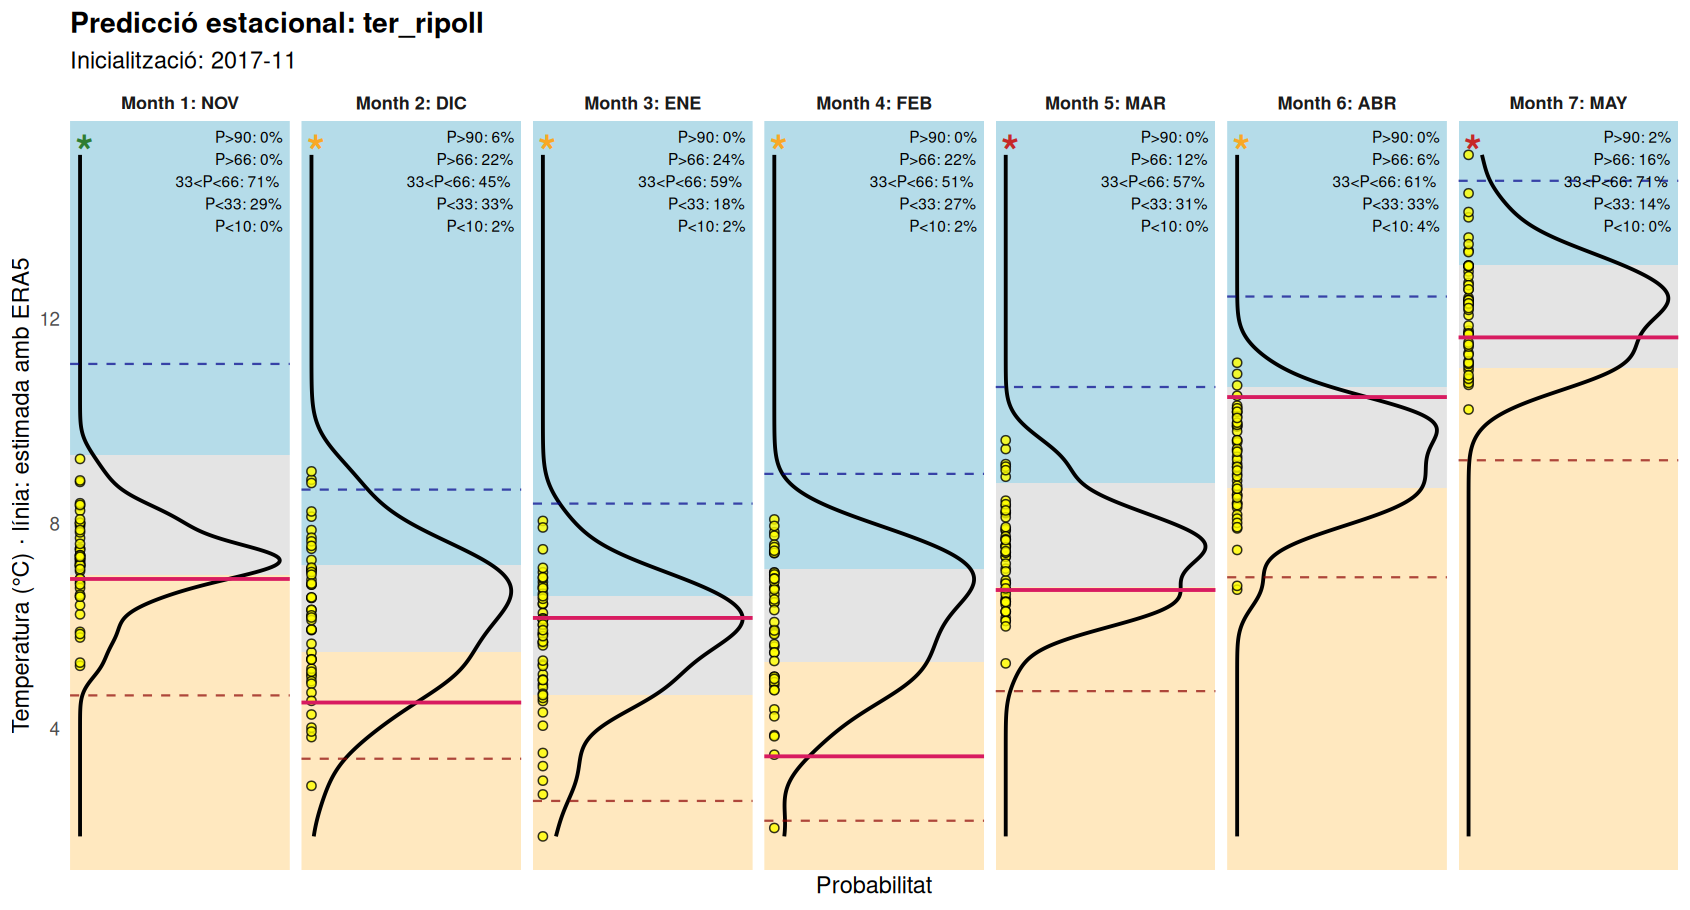 Predicció estacional: ter_ripoll
Inicialització: 2017-11
Month 1: NOV
P>90: 0%
P>66: 0%
33<P<66: 71%
P<33: 29%
P<10: 0%
Month 2: DIC
P>90: 6%
P>66: 22%
33<P<66: 45%
P<33: 33%
P<10: 2%
Month 3: ENE
P>90: 0%
P>66: 24%
33<P<66: 59%
P<33: 18%
P<10: 2%
Month 4: FEB
P>90: 0%
P>66: 22%
33<P<66: 51%
P<33: 27%
P<10: 2%
Month 5: MAR
P>90: 0%
P>66: 12%
33<P<66: 57%
P<33: 31%
P<10: 0%
Month 6: ABR
P>90: 0%
P>66: 6%
33<P<66: 61%
P<33: 33%
P<10: 4%
Month 7: MAY
P>90: 2%
P>66: 16%
33<P<66: 71%
P<33: 14%
P<10: 0%
Temperatura (°C) · línia: estimada amb ERA5
12
8
4
Probabilitat